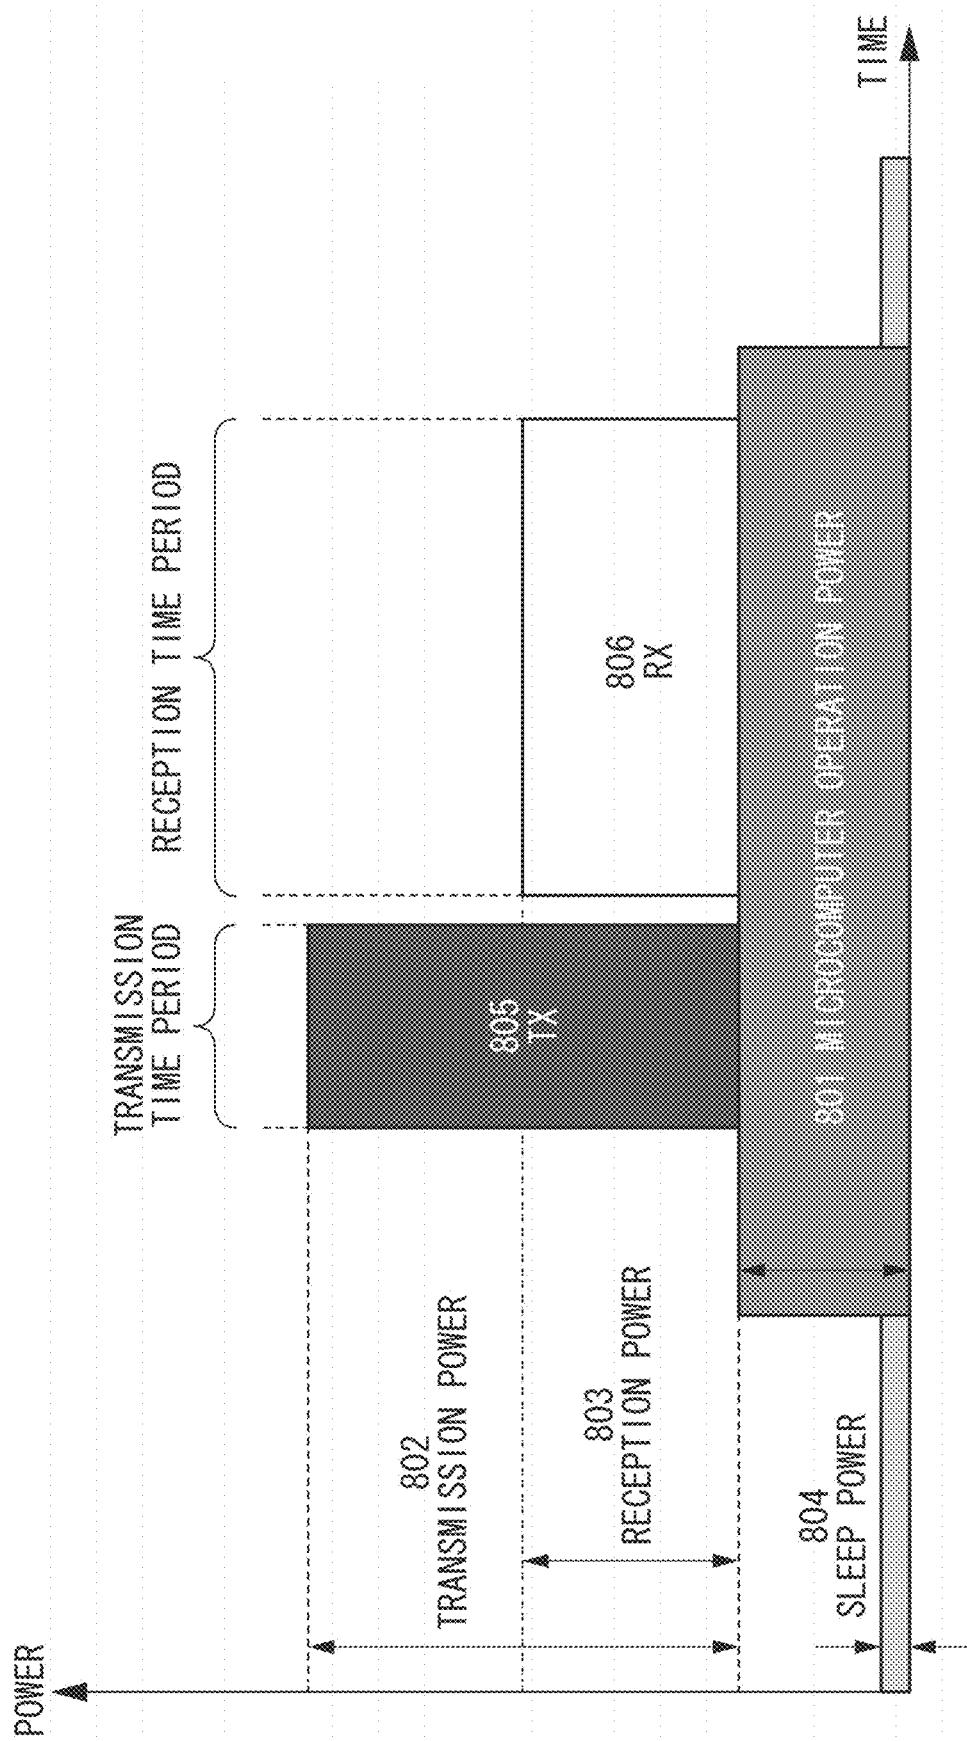 POWER
TRANSMISSION
TIME PERIOD
RECEPTION TIME PERIOD
802
TRANSMISSION POWER
803
RECEPTION POWER
804
SLEEP POWER
805
TX
806
RX
801 MICROCOMPUTER OPERATION POWER
TIME